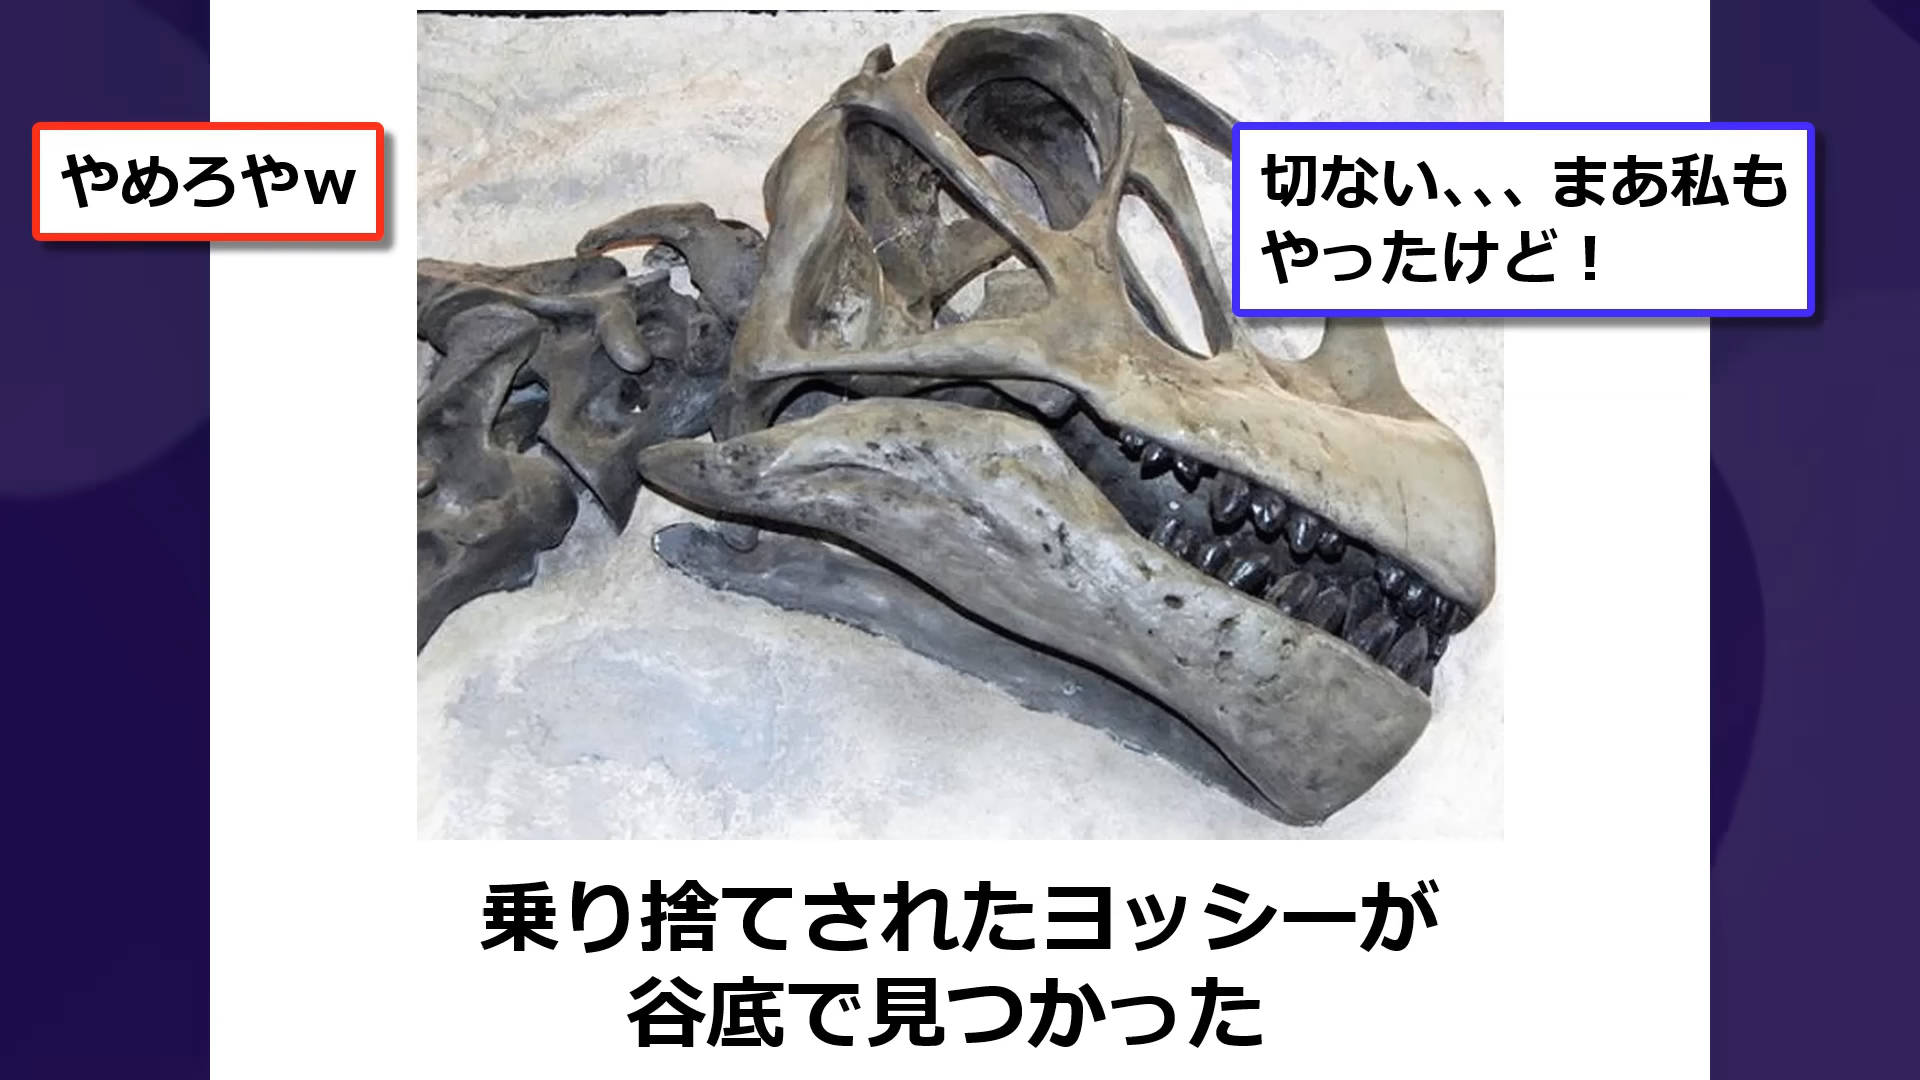 やめろやw
切ない､､､まあ私も
やったけど！
乗り捨てされたヨッシーが
谷底で見つかった